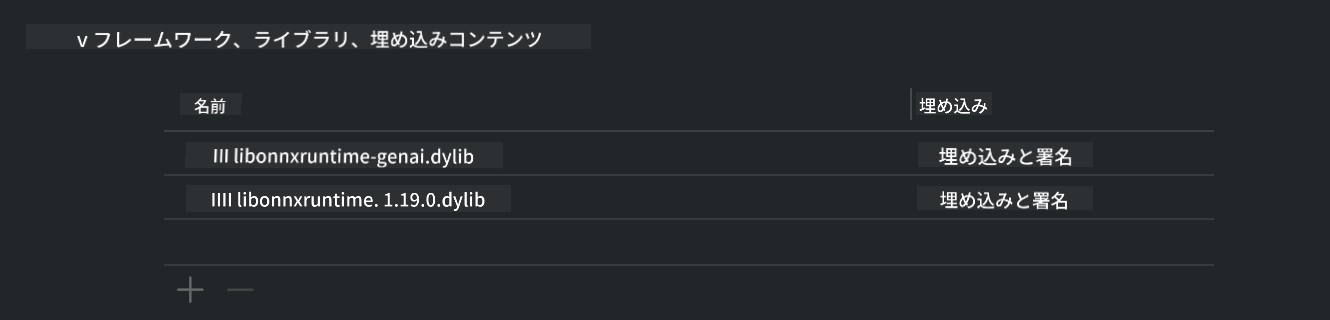 v フレームワーク、ライブラリ、埋め込みコンテンツ
名前 埋め込み
III libonnxruntime-genai.dylib 埋め込みと署名
IIII libonnxruntime. 1.19.0.dylib 埋め込みと署名